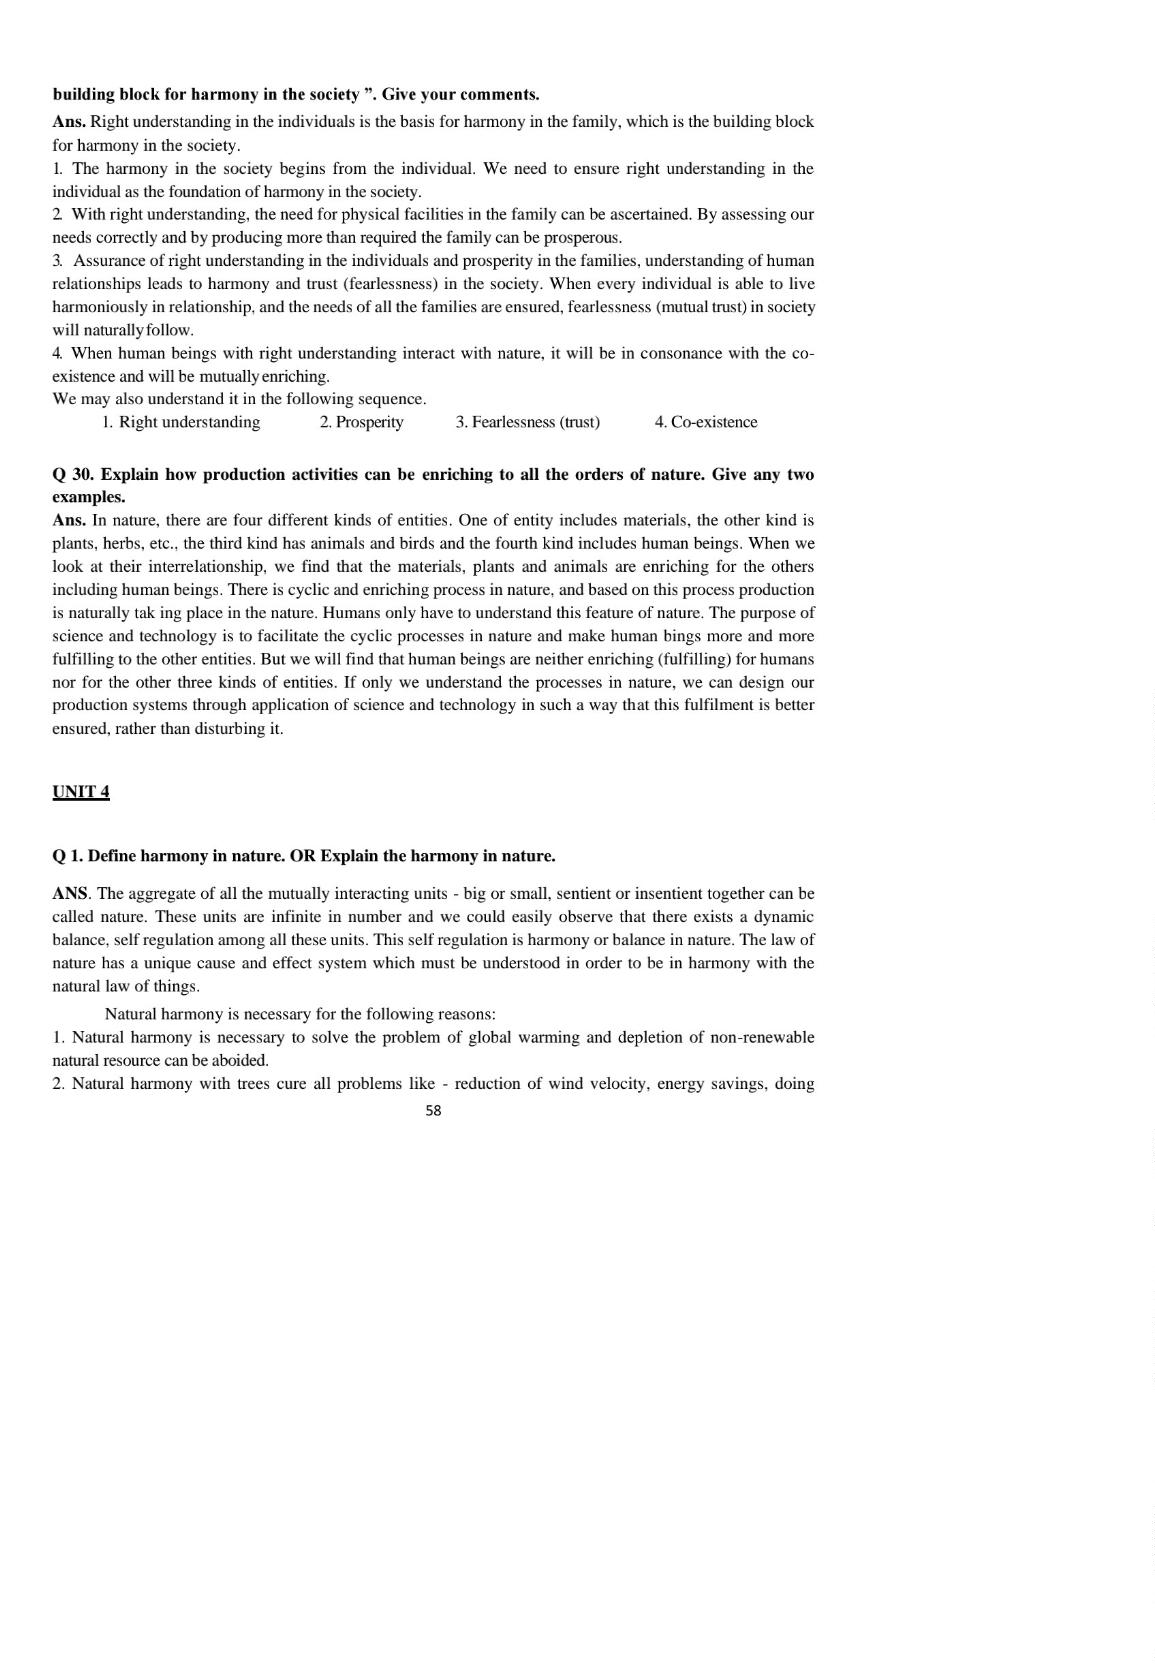 building block for harmony in the society ”. Give your comments.
Ans. Right understanding in the individuals is the basis for harmony in the family, which is the building block
for harmony in the society.
1. The harmony in the society begins from the individual. We need to ensure right understanding in the
individual as the foundation of harmony in the society.
2. With right understanding, the need for physical facilities in the family can be ascertained. By assessing our
needs correctly and by producing more than required the family can be prosperous.
3. Assurance of right understanding in the individuals and prosperity in the families, understanding of human
relationships leads to harmony and trust (fearlessness) in the society. When every individual is able to live
harmoniously in relationship, and the needs of all the families are ensured, fearlessness (mutual trust) in society
will naturally follow.
4. When human beings with right understanding interact with nature, it will be in consonance with the co-
existence and will be mutually enriching.
We may also understand it in the following sequence.
1. Right understanding 2. Prosperity 3. Fearlessness (trust) 4. Co-existence
Q 30. Explain how production activities can be enriching to all the orders of nature. Give any two
examples.
Ans. In nature, there are four different kinds of entities. One of entity includes materials, the other kind is
plants, herbs, etc., the third kind has animals and birds and the fourth kind includes human beings. When we
look at their interrelationship, we find that the materials, plants and animals are enriching for the others
including human beings. There is cyclic and enriching process in nature, and based on this process production
is naturally tak ing place in the nature. Humans only have to understand this feature of nature. The purpose of
science and technology is to facilitate the cyclic processes in nature and make human bings more and more
fulfilling to the other entities. But we will find that human beings are neither enriching (fulfilling) for humans
nor for the other three kinds of entities. If only we understand the processes in nature, we can design our
production systems through application of science and technology in such a way that this fulfilment is better
ensured, rather than disturbing it.
UNIT 4
Q 1. Define harmony in nature. OR Explain the harmony in nature.
ANS. The aggregate of all the mutually interacting units - big or small, sentient or insentient together can be
called nature. These units are infinite in number and we could easily observe that there exists a dynamic
balance, self regulation among all these units. This self regulation is harmony or balance in nature. The law of
nature has a unique cause and effect system which must be understood in order to be in harmony with the
natural law of things.
Natural harmony is necessary for the following reasons:
1. Natural harmony is necessary to solve the problem of global warming and depletion of non-renewable
natural resource can be aboided.
2. Natural harmony with trees cure all problems like - reduction of wind velocity, energy savings, doing
58